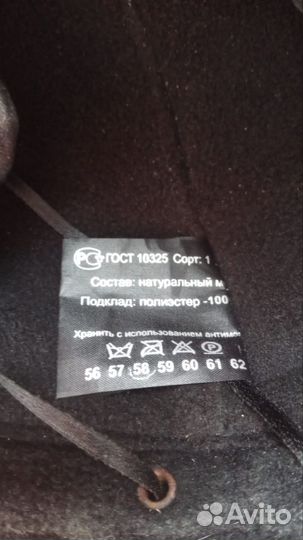 РС ГОСТ 10325 Сорт: 1
Состав: натуральный м
Подклад: полиэстер -100
Хранить с использованием антимо
P
56 57 58 59 60 61 62
Avito